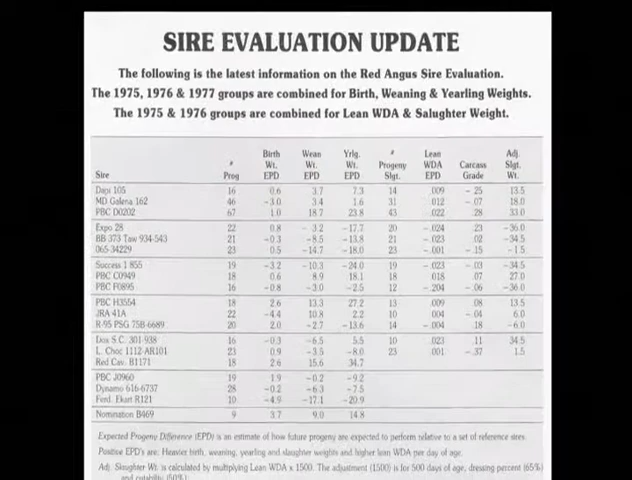 SIRE EVALUATION UPDATE
The following is the latest information on the Red Angus Sire Evaluation.
The 1975, 1976 & 1977 groups are combined for Birth, Weaning & Yearling Weights.
The 1975 & 1976 groups are combined for Lean WDA & Salughter Weight.
Sire # Prog Birth Wt. EPD Wean Wt. EPD Yrlg. Wt. EPD # Progeny Slgt. Lean WDA EPD Carcass Grade Adj. Slgt. Wt.
105 16 0.6 3.7 7.3 14 .009 - .25 13.5
MD Galena 162 46 -3.0 3.4 1.6 31 .012 - .07 18.0
PBC D0202 67 1.0 18.7 23.8 43 .022 .28 33.0
Expo 28 22 0.8 - 3.2 -17.7 20 -.024 .23 -36.0
BB 373 Taw 934-543 21 -0.3 -8.5 -13.8 21 -.023 .02 -34.5
065-34229 23 0.5 -14.7 -18.0 23 - .001 - .15 - 1.5
Success 1 855 19 -3.2 -10.3 -24.0 19 -.023 - .03 -34.5
PBC C0949 18 0.6 8.9 18.1 18 .018 .07 27.0
PBC F0895 16 -0.8 -3.0 -2.5 12 - .204 - .06 -36.0
PBC H3554 18 2.6 13.3 27.2 13 .009 .08 13.5
JRA 41A 22 -4.4 10.8 2.2 10 .004 - .04 6.0
R-95 PSG 75B-6689 20 2.0 -2.7 -13.6 14 - .004 .18 -6.0
S.C. 301-938 16 -0.3 -6.5 5.5 10 .023 .11 34.5
L. Choc 1112-AR101 23 0.9 -3.5 -8.0 23 .001 - .37 1.5
Red Cav. B1171 18 2.6 15.6 34.7
PBC J0960 19 1.9 -0.2 -9.2
Dynamo 616-6737 28 -0.2 -6.3 -7.5
Ferd. Ekart R121 10 -4.9 -17.1 -20.9
Nomination B469 9 3.7 9.0 14.8
Expected Progeny Difference (EPD) is an estimate of how future progeny are expected to perform relative to a set of reference sires.
Positive EPD's are: Heavier birth, weaning, yearling and slaughter weights and higher lean WDA per day of age.
Adj. Slaughter Wt. is calculated by multiplying Lean WDA x 1500. The adjustment (1500) is for 500 days of age, dressing percent (65%)
and cutability (50%).